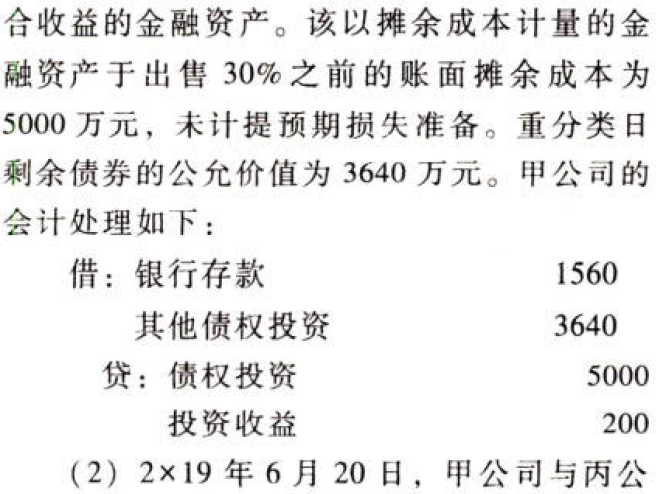 合收益的金融资产。该以摊余成本计量的金
融资产于出售 30%之前的账面摊余成本为
5000 万元，未计提预期损失准备。重分类日
剩余债券的公允价值为 3640 万元。甲公司的
会计处理如下：
借：银行存款 1560
其他债权投资 3640
贷：债权投资 5000
投资收益 200
（2）2×19 年 6 月 20 日，甲公司与丙公